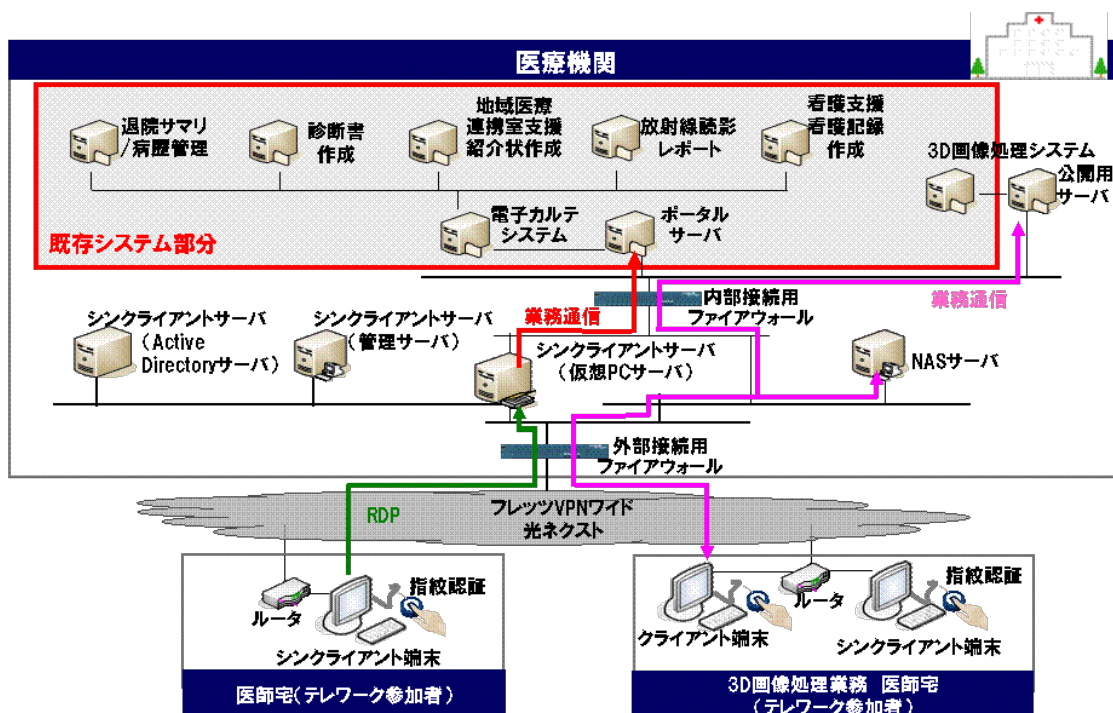 医療機関
退院サマリ
/病歴管理
診断書
作成
地域医療
連携室支援
紹介状作成
放射線読影
レポート
看護支援
看護記録
作成
3D画像処理システム
公開用
サーバ
電子カルテ
システム
ポータル
サーバ
既存システム部分
内部接続用
ファイアウォール
業務通信
業務通信
シンクライアントサーバ
(Active
Directoryサーバ)
シンクライアントサーバ
(管理サーバ)
シンクライアントサーバ
(仮想PCサーバ)
NASサーバ
外部接続用
ファイアウォール
フレッツVPNワイド
光ネクスト
RDP
指紋認証
ルータ
シンクライアント端末
医師宅(テレワーク参加者)
指紋認証
ルータ
クライアント端末
シンクライアント端末
3D画像処理業務 医師宅
(テレワーク参加者)